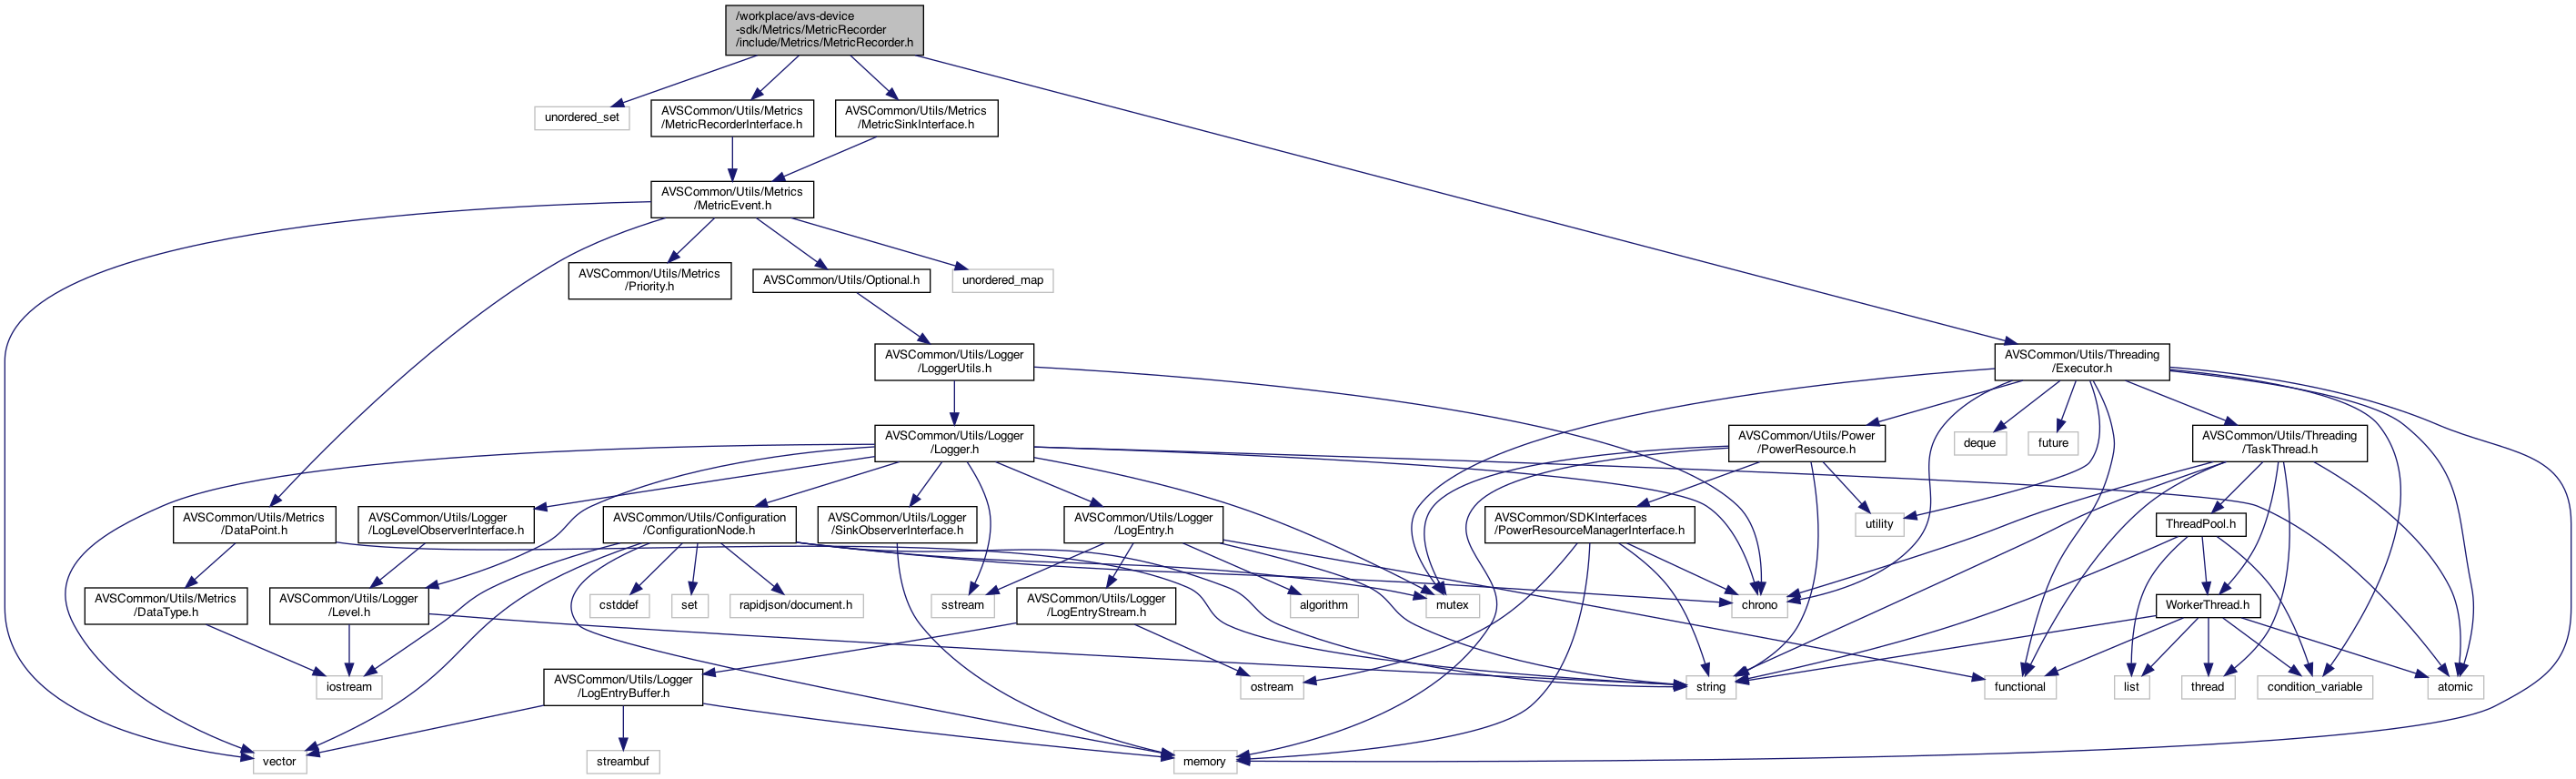 /workplace/avs-device
-sdk/Metrics/MetricRecorder
/include/Metrics/MetricRecorder.h
unordered_set
AVSCommon/Utils/Metrics
/MetricRecorderInterface.h
AVSCommon/Utils/Metrics
/MetricSinkInterface.h
AVSCommon/Utils/Metrics
/MetricEvent.h
AVSCommon/Utils/Metrics
/Priority.h
AVSCommon/Utils/Optional.h
unordered_map
AVSCommon/Utils/Logger
/LoggerUtils.h
AVSCommon/Utils/Threading
/Executor.h
AVSCommon/Utils/Logger
/Logger.h
AVSCommon/Utils/Power
/PowerResource.h
deque
future
AVSCommon/Utils/Threading
/TaskThread.h
AVSCommon/Utils/Metrics
/DataPoint.h
AVSCommon/Utils/Logger
/LogLevelObserverInterface.h
AVSCommon/Utils/Configuration
/ConfigurationNode.h
AVSCommon/Utils/Logger
/SinkObserverInterface.h
AVSCommon/Utils/Logger
/LogEntry.h
AVSCommon/SDKInterfaces
/PowerResourceManagerInterface.h
utility
ThreadPool.h
AVSCommon/Utils/Metrics
/DataType.h
AVSCommon/Utils/Logger
/Level.h
cstddef
set
rapidjson/document.h
sstream
AVSCommon/Utils/Logger
/LogEntryStream.h
algorithm
mutex
chrono
WorkerThread.h
iostream
AVSCommon/Utils/Logger
/LogEntryBuffer.h
ostream
string
functional
list
thread
condition_variable
atomic
vector
streambuf
memory